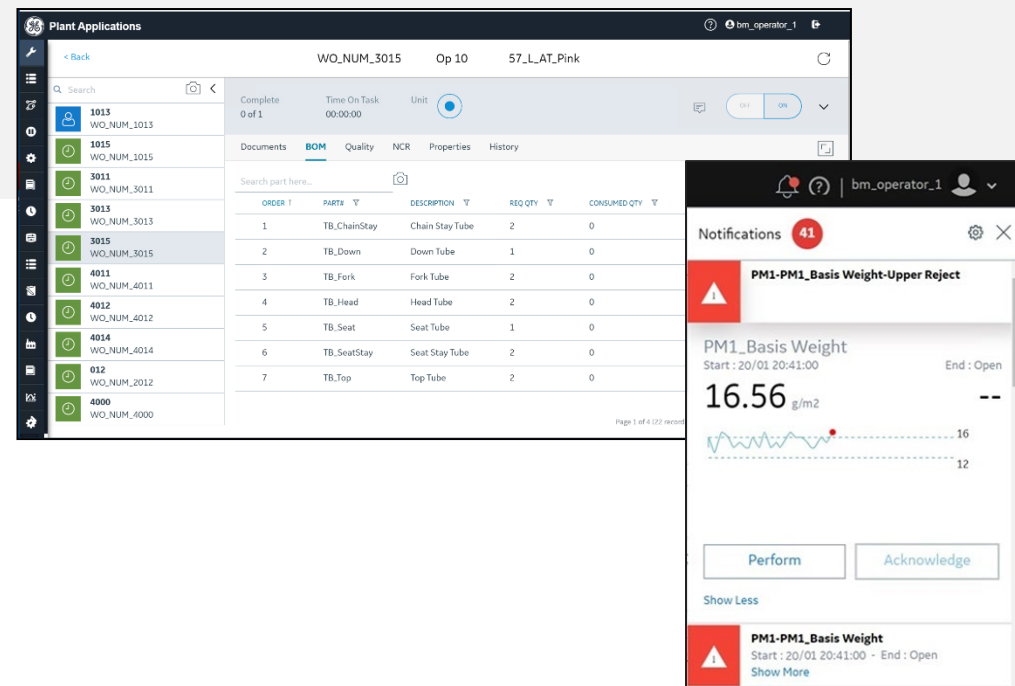 Plant Applications
bm_operator_1
< Back
WO_NUM_3015 Op 10 57_L_AT_Pink
Search
1013
WO_NUM_1013
1015
WO_NUM_1015
3011
WO_NUM_3011
3013
WO_NUM_3013
3015
WO_NUM_3015
4011
WO_NUM_4011
4012
WO_NUM_4012
4014
WO_NUM_4014
012
WO_NUM_2012
4000
WO_NUM_4000
Complete Time On Task Unit
0 of 1 00:00:00
OFF ON
Documents BOM Quality NCR Properties History
Search part here...
ORDER PART# DESCRIPTION REQ QTY CONSUMED QTY
1 TB_ChainStay Chain Stay Tube 2 0
2 TB_Down Down Tube 1 0
3 TB_Fork Fork Tube 2 0
4 TB_Head Head Tube 2 0
5 TB_Seat Seat Tube 1 0
6 TB_SeatStay Seat Stay Tube 2 0
7 TB_Top Top Tube 2 0
Page 1 of 4 (22 record
bm_operator_1
Notifications 41
1
PM1-PM1_Basis Weight-Upper Reject
PM1_Basis Weight
Start : 20/01 20:41:00 End : Open
16.56 g/m2 --
16
12
Perform Acknowledge
Show Less
1
PM1-PM1_Basis Weight
Start : 20/01 20:41:00 - End : Open
Show More